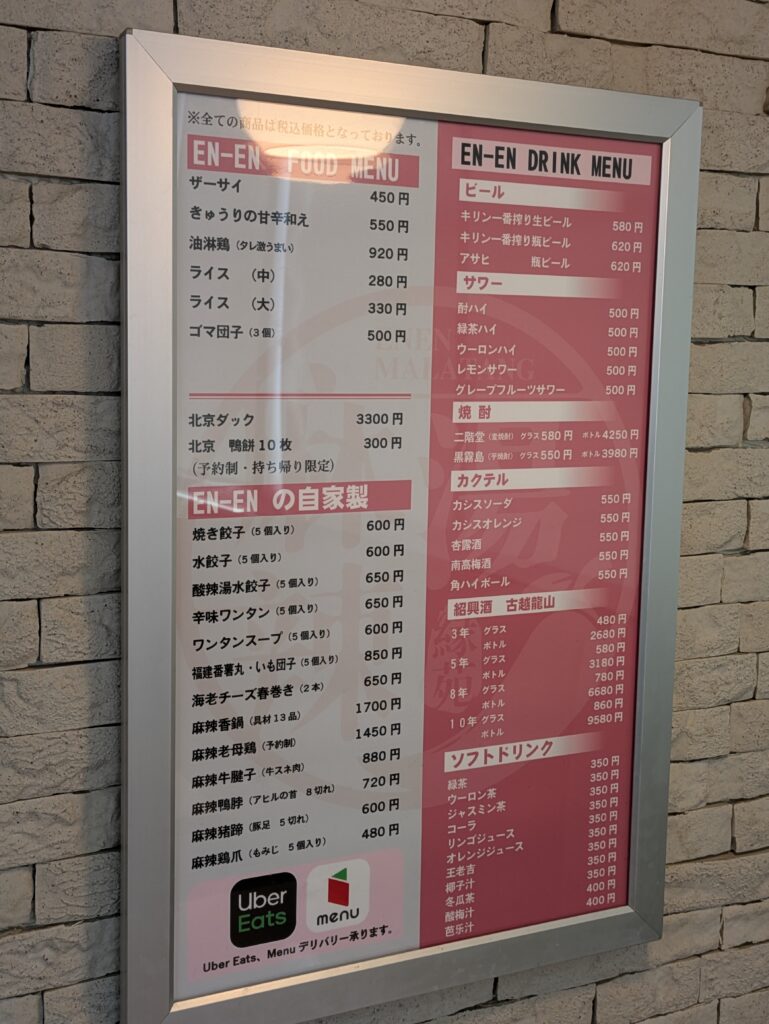 ※全ての商品は税込価格となっております。
EN-EN FOOD MENU
ザーサイ 450円
きゅうりの甘辛和え 550円
油淋鶏(タレ激うまい) 920円
ライス (中) 280円
ライス (大) 330円
ゴマ団子(3個) 500円
北京ダック 3300円
北京 鴨餅10枚 300円
(予約制・持ち帰り限定)
EN-EN の自家製
焼き餃子(5個入り) 600円
水餃子(5個入り) 600円
酸辣湯水餃子(5個入り) 650円
辛味ワンタン(5個入り) 650円
ワンタンスープ(5個入り) 600円
福建番薯丸・いも団子(5個入り) 850円
海老チーズ春巻き(2本) 650円
麻辣香鍋(具材13品) 1700円
麻辣老母鶏(予約制) 1450円
麻辣牛腱子(牛スネ肉) 880円
麻辣鴨脖(アヒルの首 8切れ) 720円
麻辣猪蹄(豚足 5切れ) 600円
麻辣鶏爪(もみじ 5個入り) 480円
Uber Eats
menu
Uber Eats、Menu デリバリー承ります。
EN-EN DRINK MENU
ビール
キリン一番搾り生ビール 580円
キリン一番搾り瓶ビール 620円
アサヒ 瓶ビール 620円
サワー
酎ハイ 500円
緑茶ハイ 500円
ウーロンハイ 500円
レモンサワー 500円
グレープフルーツサワー 500円
焼 酎
二階堂(麦焼酎) グラス 580円 ボトル 4250円
黒霧島(芋焼酎) グラス 550円 ボトル 3980円
カクテル
カシスソーダ 550円
カシスオレンジ 550円
杏露酒 550円
南高梅酒 550円
角ハイボール 550円
紹興酒 古越龍山
3年 グラス 480円
ボトル 2680円
5年 グラス 580円
ボトル 3180円
8年 グラス 780円
ボトル 6680円
10年 グラス 860円
ボトル 9580円
ソフトドリンク
緑茶 350円
ウーロン茶 350円
ジャスミン茶 350円
コーラ 350円
リンゴジュース 350円
オレンジジュース 350円
王老吉 350円
椰子汁 350円
冬瓜茶 350円
酸梅汁 400円
芭乐汁 400円
ENEN
MALATANG